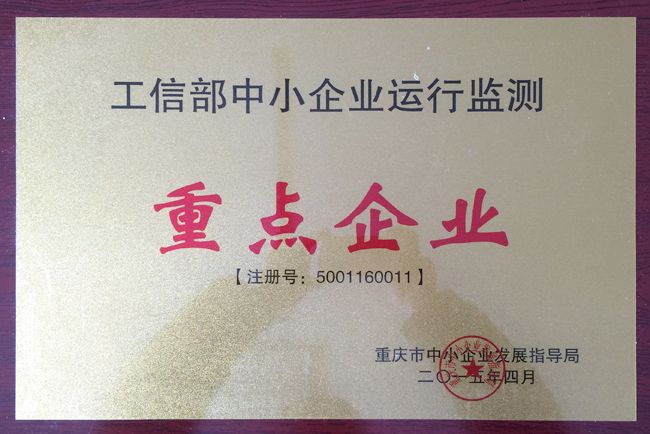 工信部中小企业运行监测
重点企业
【注册号：5001160011】
重庆市中小企业发展指导局
二〇一五年四月